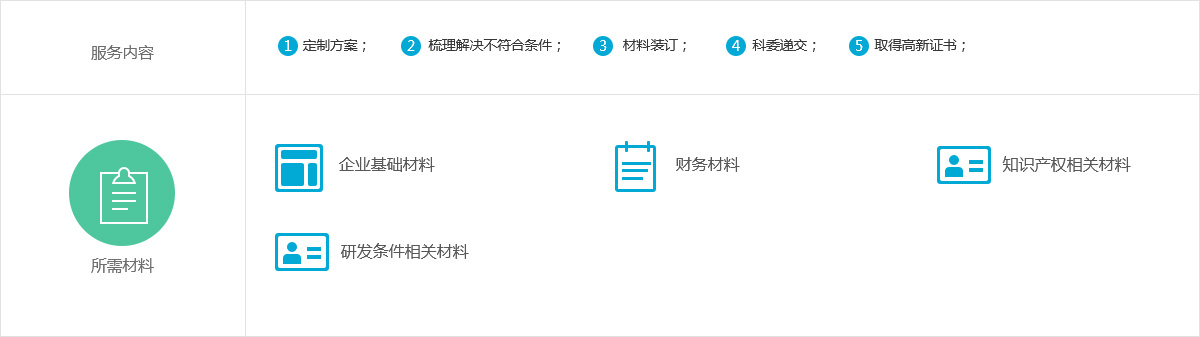 服务内容
1 定制方案； 2 梳理解决不符合条件； 3 材料装订； 4 科委递交； 5 取得高新证书；
企业基础材料 财务材料 知识产权相关材料
研发条件相关材料
所需材料